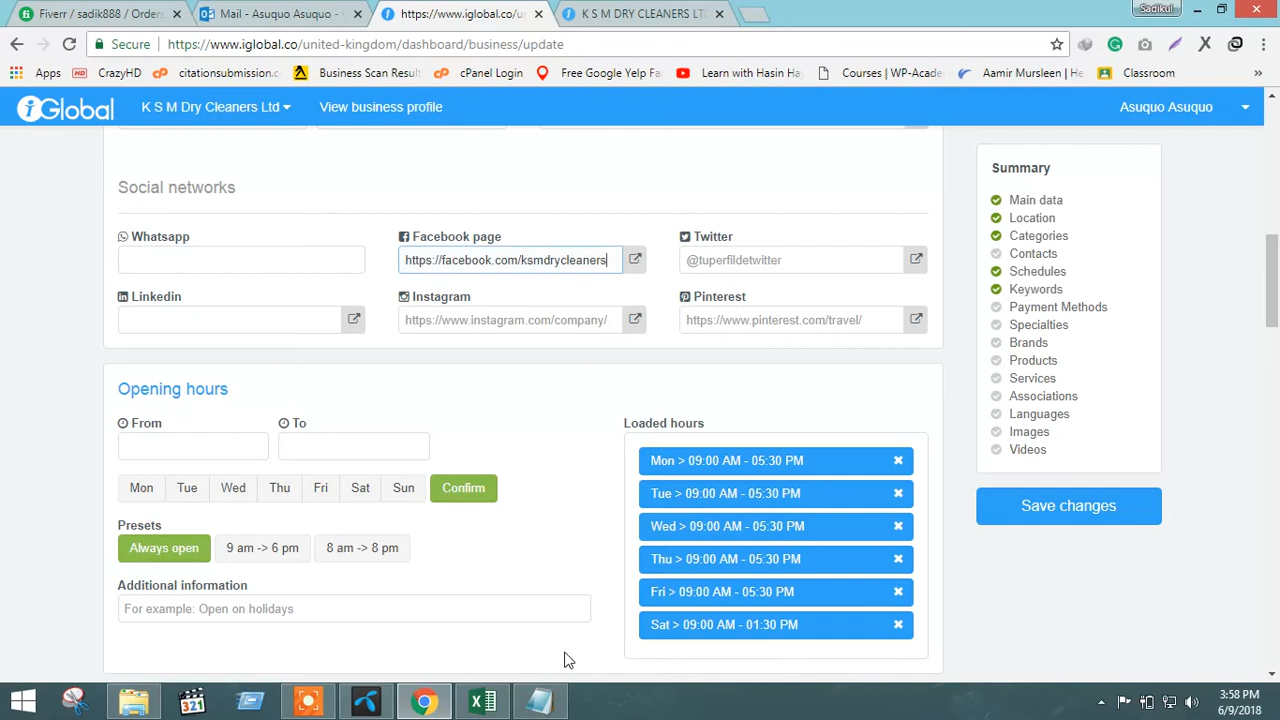 Sadikul
Fiverr / sadik888 / Orders
Mail - Asuquo Asuquo -
https://www.iglobal.co/un
K S M DRY CLEANERS LT
Secure
https://www.iglobal.co/united-kingdom/dashboard/business/update
Apps
CrazyHD
citationsubmission.c
Business Scan Result
cPanel Login
Free Google Yelp Fa
Learn with Hasin Ha
Courses | WP-Acade
Aamir Mursleen | He
Classroom
iGlobal
K S M Dry Cleaners Ltd
View business profile
Asuquo Asuquo
Social networks
Whatsapp
Facebook page
Twitter
https://facebook.com/ksmdrycleaners
@tuperfildetwitter
Linkedin
Instagram
Pinterest
https://www.instagram.com/company/
https://www.pinterest.com/travel/
Opening hours
From
To
Mon
Tue
Wed
Thu
Fri
Sat
Sun
Confirm
Presets
Always open
9 am -> 6 pm
8 am -> 8 pm
Additional information
For example: Open on holidays
Loaded hours
Mon > 09:00 AM - 05:30 PM
Tue > 09:00 AM - 05:30 PM
Wed > 09:00 AM - 05:30 PM
Thu > 09:00 AM - 05:30 PM
Fri > 09:00 AM - 05:30 PM
Sat > 09:00 AM - 01:30 PM
Summary
Main data
Location
Categories
Contacts
Schedules
Keywords
Payment Methods
Specialties
Brands
Products
Services
Associations
Languages
Images
Videos
Save changes
321
3:58 PM
6/9/2018